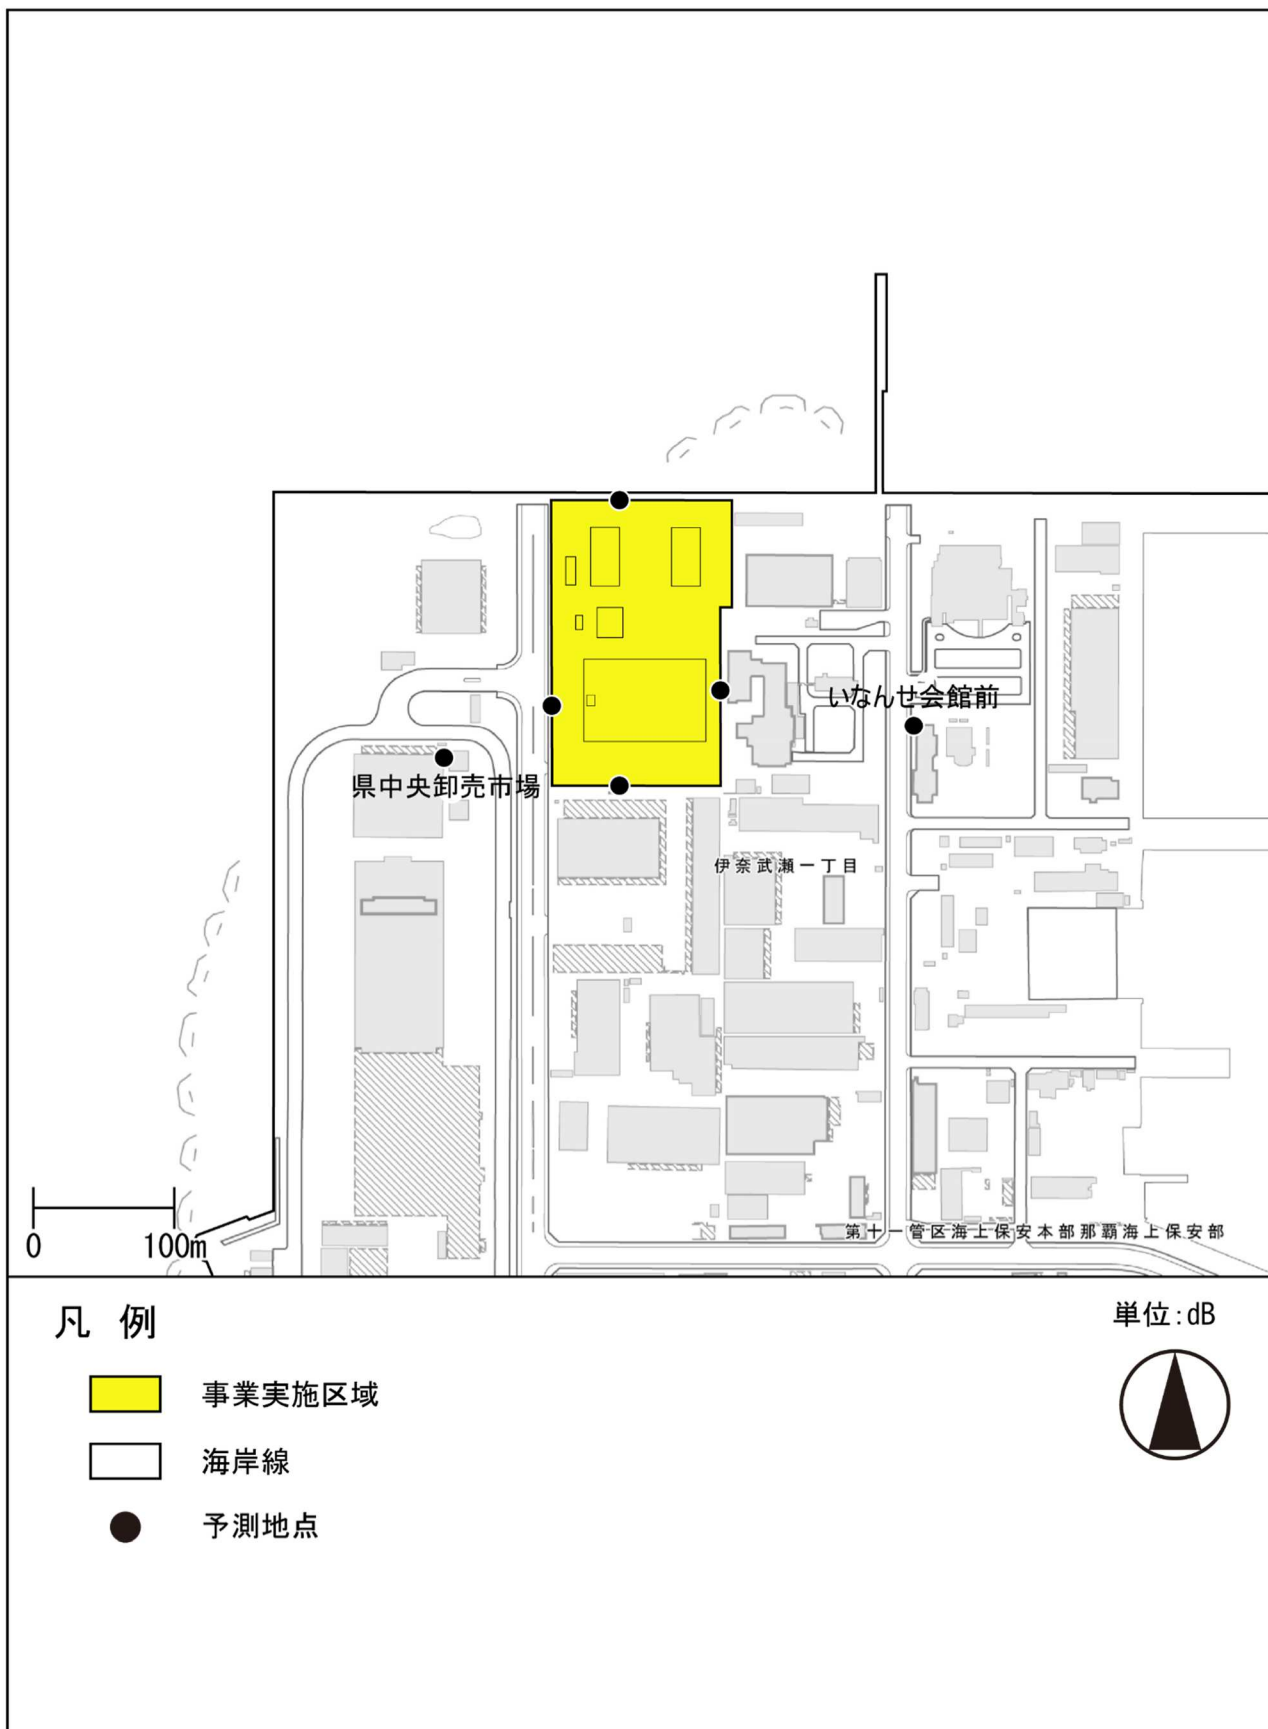 いなんせ会館前
県中央卸売市場
伊奈武瀬一丁目
第十一管区海上保安本部那覇海上保安部
0 100m
凡 例
単位:dB
事業実施区域
海岸線
予測地点